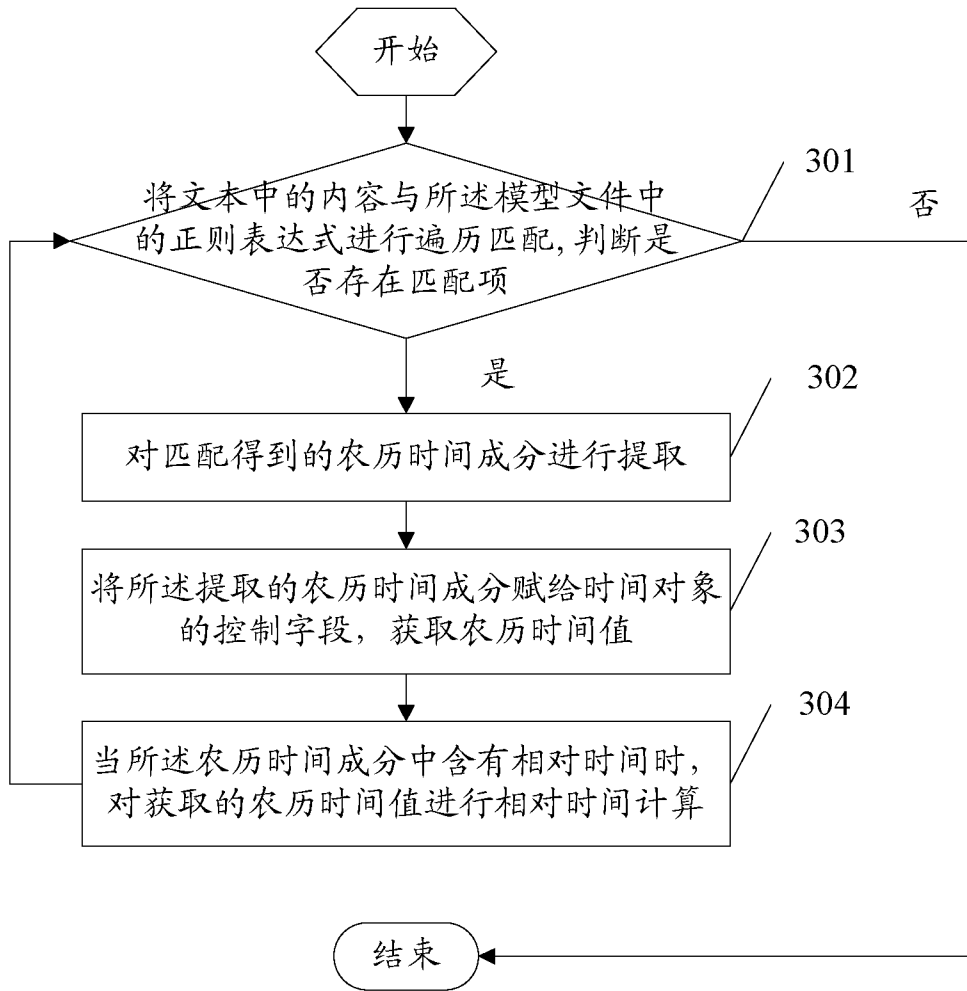 开始
301
将文本中的内容与所述模型文件中
的正则表达式进行遍历匹配,判断是
否存在匹配项
否
是
302
对匹配得到的农历时间成分进行提取
303
将所述提取的农历时间成分赋给时间对象
的控制字段，获取农历时间值
304
当所述农历时间成分中含有相对时间时，
对获取的农历时间值进行相对时间计算
结束